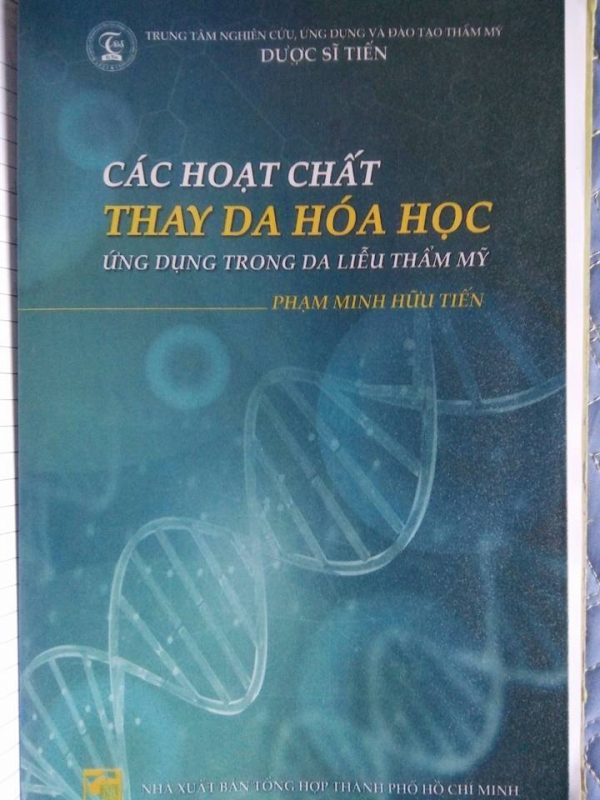 TRUNG TÂM NGHIÊN CỨU, ỨNG DỤNG VÀ ĐÀO TẠO THẨM MỸ
DƯỢC SĨ TIẾN
CÁC HOẠT CHẤT
THAY DA HÓA HỌC
ỨNG DỤNG TRONG DA LIỄU THẨM MỸ
PHẠM MINH HỮU TIẾN
NHÀ XUẤT BẢN TỔNG HỢP THÀNH PHỐ HỒ CHÍ MINH